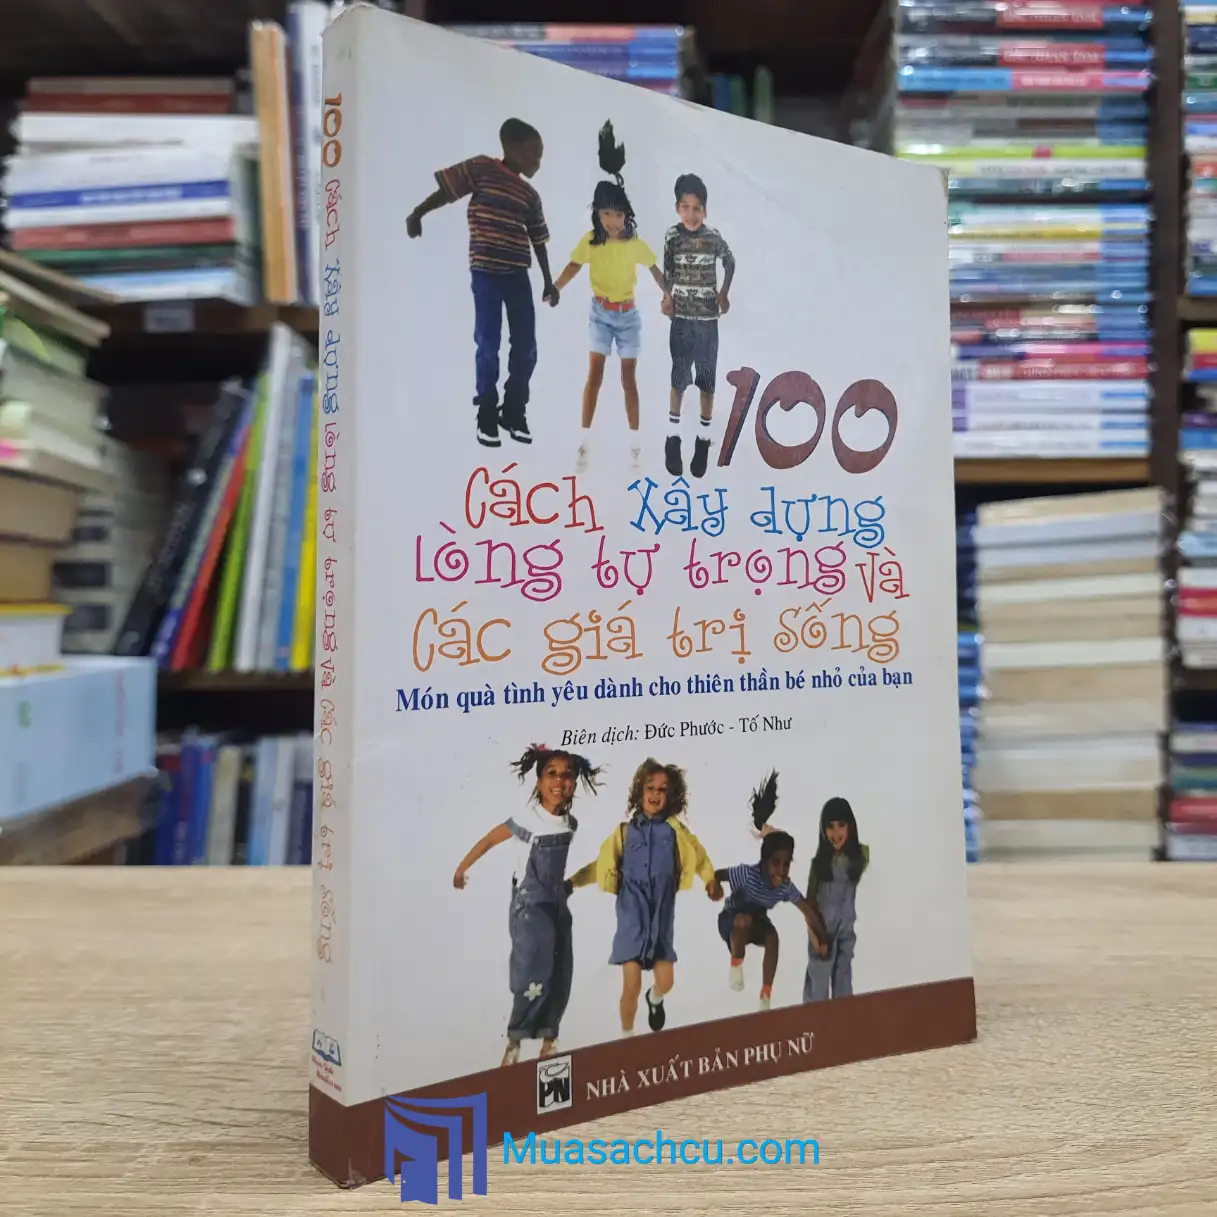 100 Cách Xây dựng Lòng tự trọng Và Các giá trị Sống
100
Cách Xây dựng
Lòng tự trọng Và
Các giá trị Sống
Món quà tình yêu dành cho thiên thần bé nhỏ của bạn
Biên dịch: Đức Phước - Tố Như
PN
NHÀ XUẤT BẢN PHỤ NỮ
Muasachcu.com